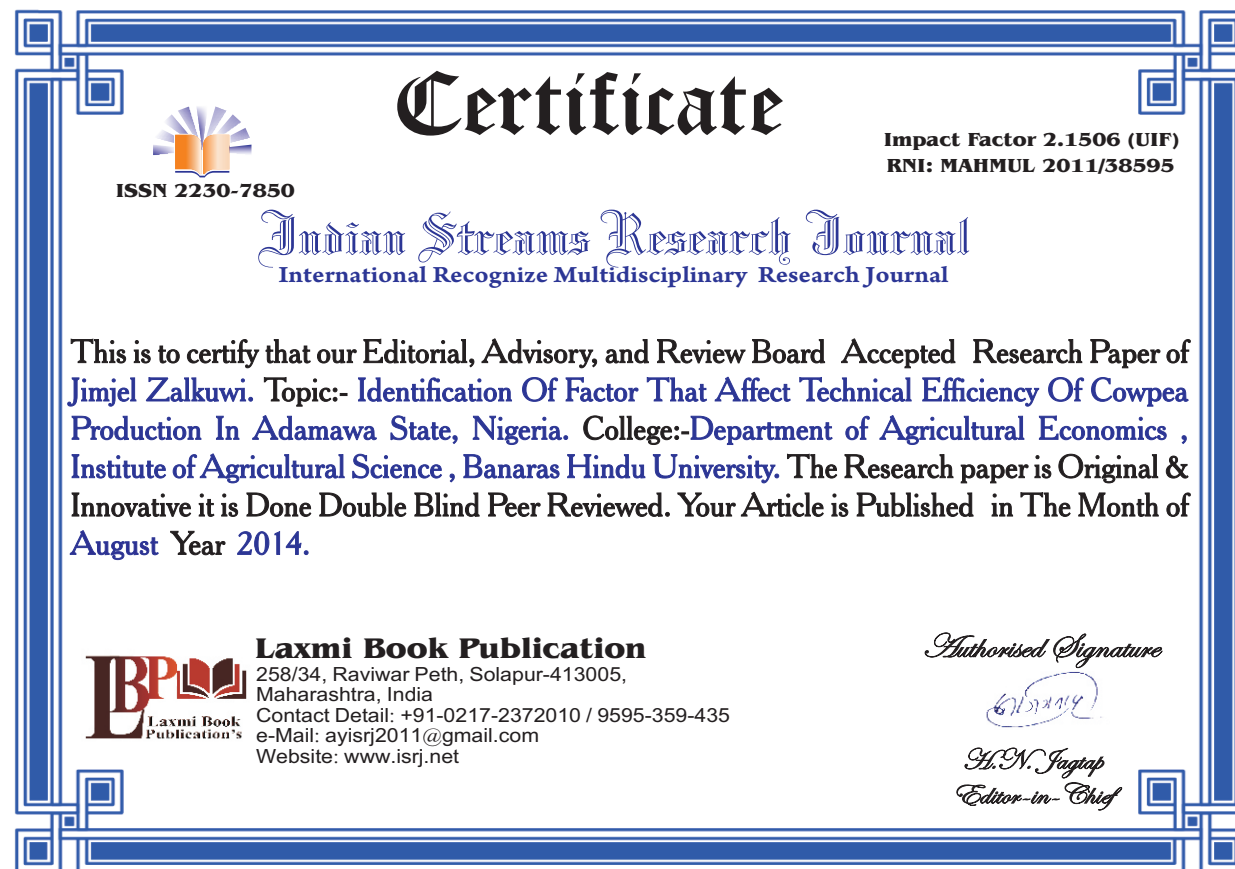 Certificate
Impact Factor 2.1506 (UIF)
RNI: MAHMUL 2011/38595
ISSN 2230-7850
Indian Streams Research Journal
International Recognize Multidisciplinary Research Journal
This is to certify that our Editorial, Advisory, and Review Board Accepted Research Paper of
Jimjel Zalkuwi. Topic:- Identification Of Factor That Affect Technical Efficiency Of Cowpea
Production In Adamawa State, Nigeria. College:-Department of Agricultural Economics ,
Institute of Agricultural Science , Banaras Hindu University. The Research paper is Original &
Innovative it is Done Double Blind Peer Reviewed. Your Article is Published in The Month of
August Year 2014.
LBP
Laxmi Book
Publication's
Laxmi Book Publication
258/34, Raviwar Peth, Solapur-413005,
Maharashtra, India
Contact Detail: +91-0217-2372010 / 9595-359-435
e-Mail: ayisrj2011@gmail.com
Website: www.isrj.net
Authorised Signature
H.N. Jagtap
Editor-in- Chief